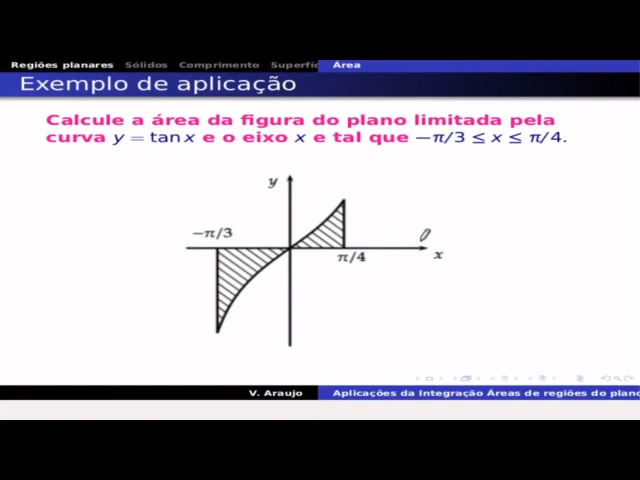 Regiões planares Sólidos Comprimento Área
Exemplo de aplicação
Calcule a área da figura do plano limitada pela
curva y = tan x e o eixo x e tal que −π/3 ≤ x ≤ π/4.
y
−π/3
π/4
x
V. Araujo Aplicações da Integração Áreas de regiões do plano